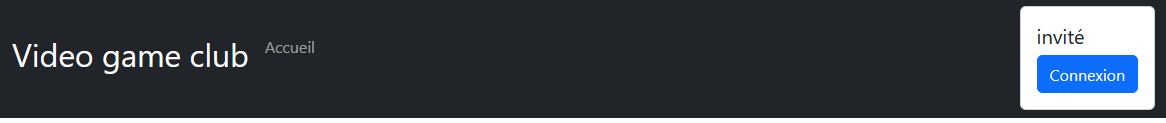 Video game club
Accueil
invité
Connexion